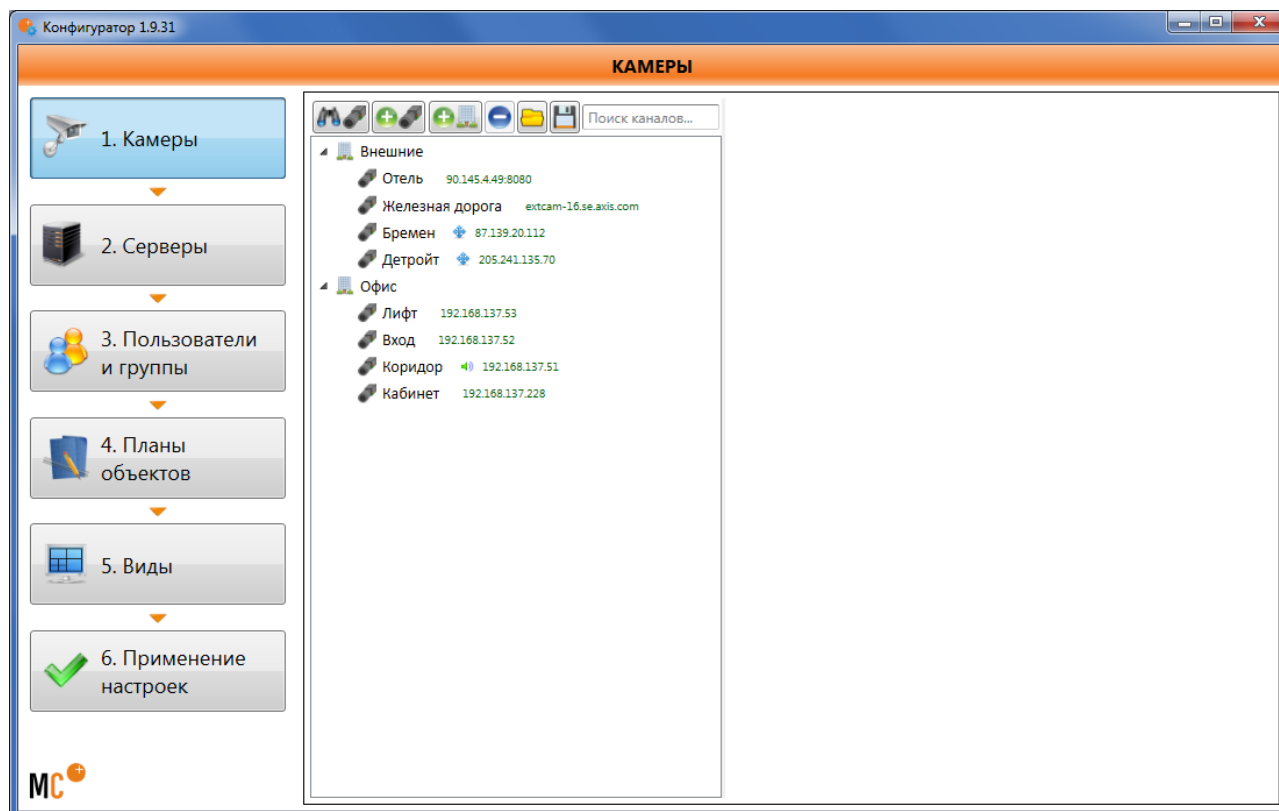 Конфигуратор 1.9.31
КАМЕРЫ
1. Камеры
2. Серверы
3. Пользователи
и группы
4. Планы
объектов
5. Виды
6. Применение
настроек
MC
Поиск каналов...
Внешние
Отель 90.145.4.49:8080
Железная дорога extcam-16.se.axis.com
Бремен 87.139.20.112
Детройт 205.241.135.70
Офис
Лифт 192.168.137.53
Вход 192.168.137.52
Коридор 192.168.137.51
Кабинет 192.168.137.228